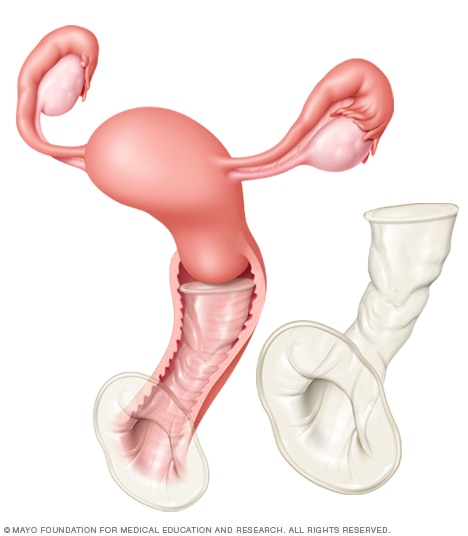 © MAYO FOUNDATION FOR MEDICAL EDUCATION AND RESEARCH. ALL RIGHTS RESERVED.